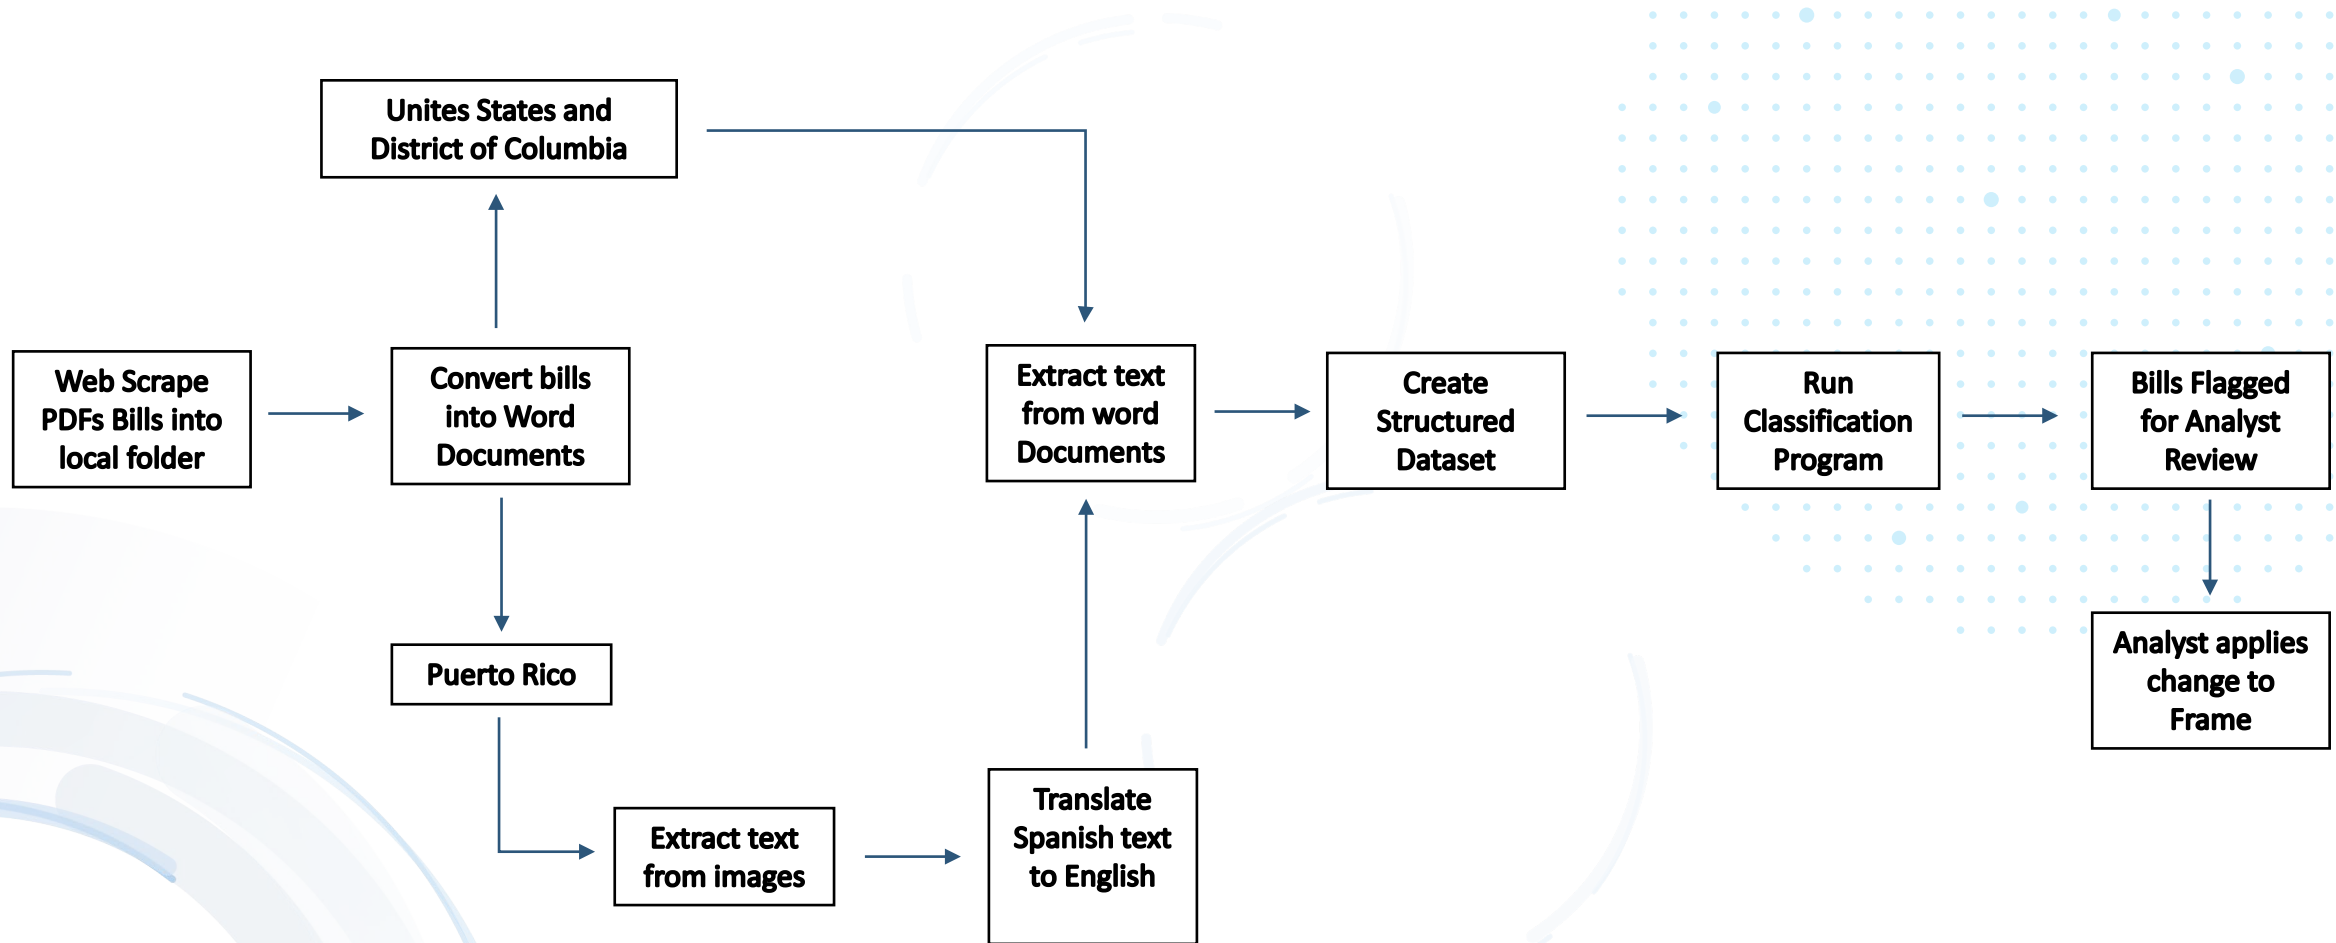 Unites States and
District of Columbia
Web Scrape
PDFs Bills into
local folder
Convert bills
into Word
Documents
Extract text
from word
Documents
Create
Structured
Dataset
Run
Classification
Program
Bills Flagged
for Analyst
Review
Puerto Rico
Analyst applies
change to
Frame
Extract text
from images
Translate
Spanish text
to English